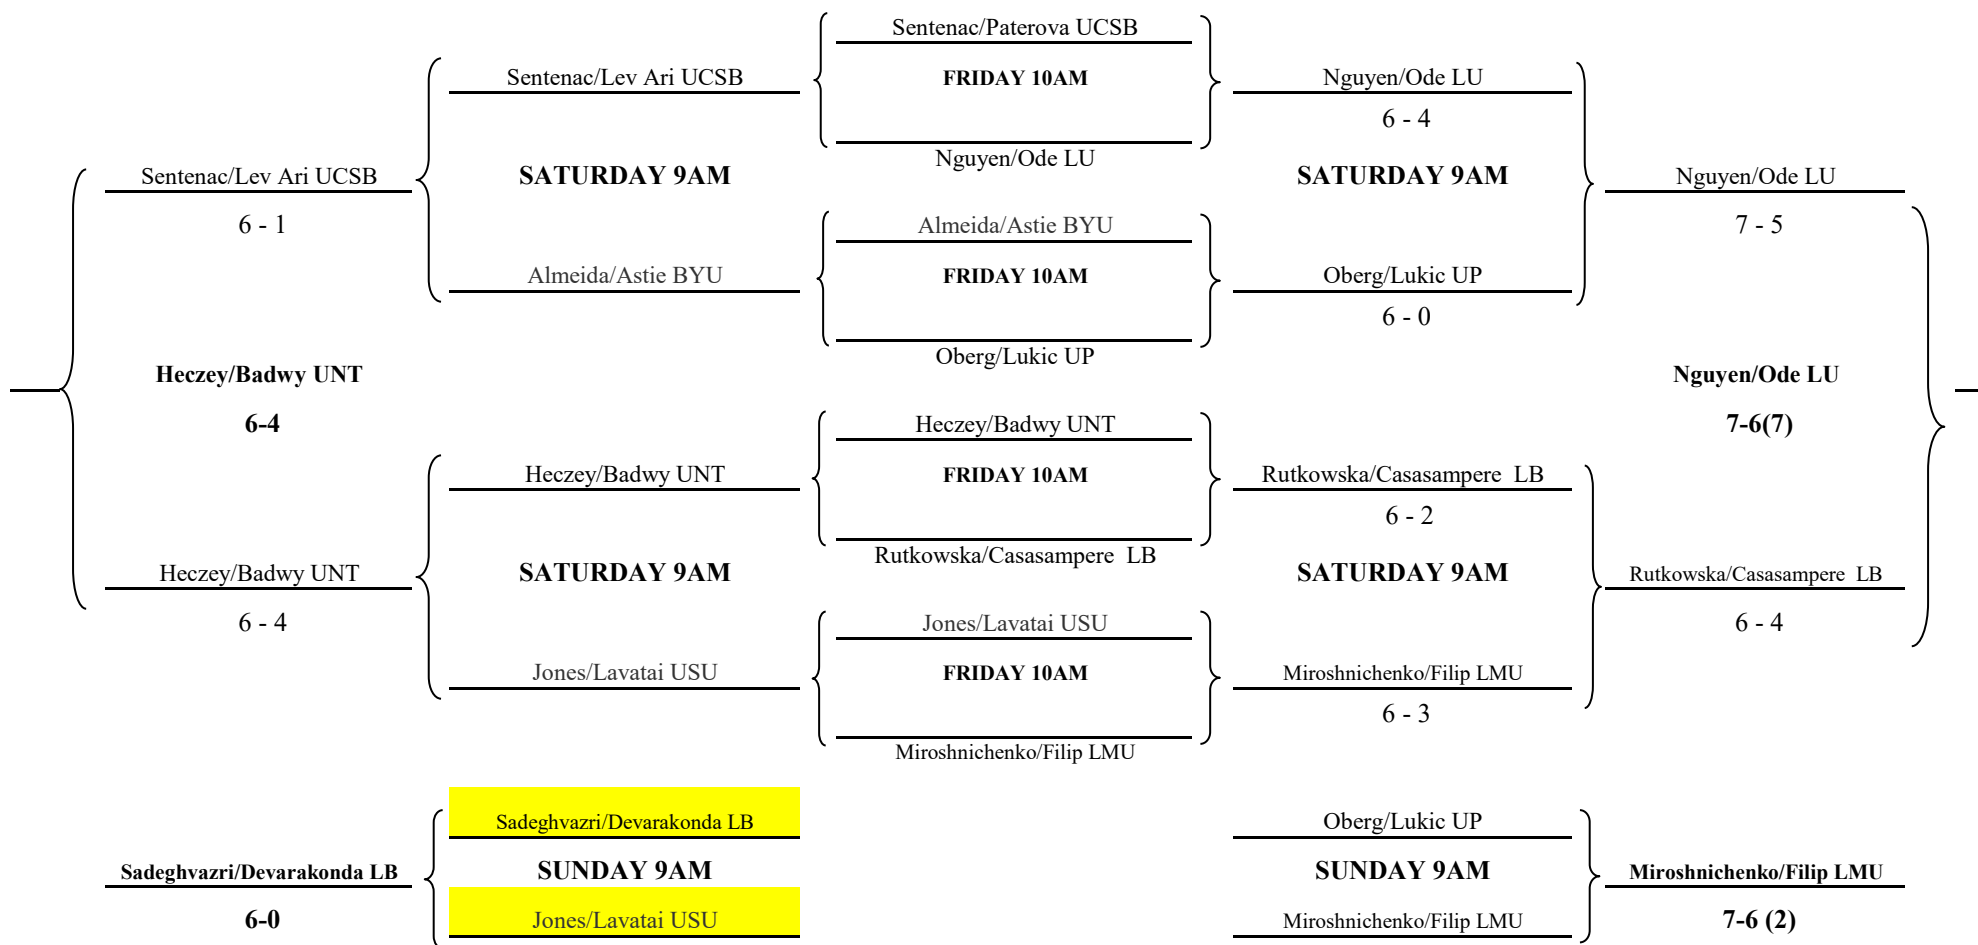 Sentenac/Paterova UCSB
Sentenac/Lev Ari UCSB
FRIDAY 10AM
Nguyen/Ode LU
6 - 4
Nguyen/Ode LU
Sentenac/Lev Ari UCSB
SATURDAY 9AM
SATURDAY 9AM
Nguyen/Ode LU
6 - 1
Almeida/Astie BYU
7 - 5
Almeida/Astie BYU
FRIDAY 10AM
Oberg/Lukic UP
6 - 0
Oberg/Lukic UP
Heczey/Badwy UNT
Nguyen/Ode LU
6-4
Heczey/Badwy UNT
7-6(7)
Heczey/Badwy UNT
FRIDAY 10AM
Rutkowska/Casasampere  LB
6 - 2
Rutkowska/Casasampere  LB
Heczey/Badwy UNT
SATURDAY 9AM
SATURDAY 9AM
Rutkowska/Casasampere  LB
6 - 4
Jones/Lavatai USU
6 - 4
Jones/Lavatai USU
FRIDAY 10AM
Miroshnichenko/Filip LMU
6 - 3
Miroshnichenko/Filip LMU
Sadeghvazri/Devarakonda LB
Oberg/Lukic UP
Sadeghvazri/Devarakonda LB
SUNDAY 9AM
SUNDAY 9AM
Miroshnichenko/Filip LMU
6-0
Jones/Lavatai USU
Miroshnichenko/Filip LMU
7-6 (2)